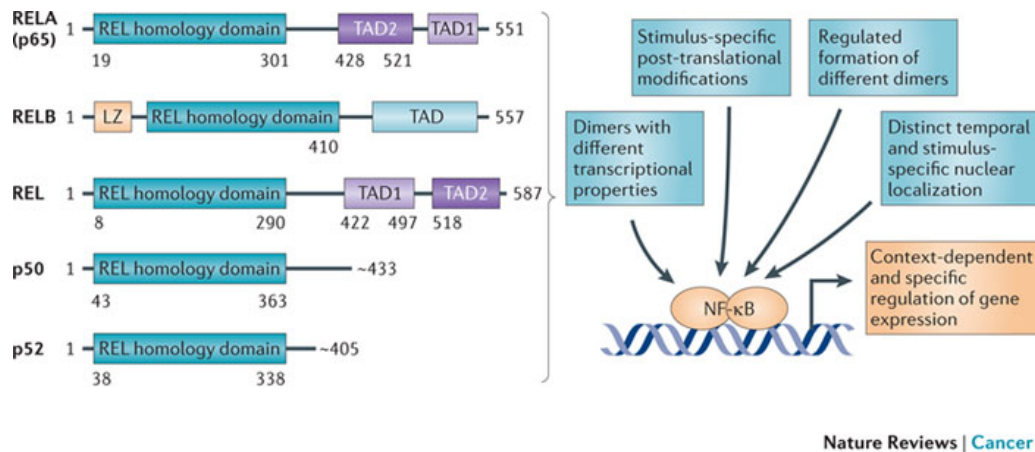 RELA
(p65)
1 REL homology domain TAD2 TAD1 551
19 301 428 521
RELB 1 LZ REL homology domain TAD 557
410
REL 1 REL homology domain TAD1 TAD2 587
8 290 422 497 518
p50 1 REL homology domain ~433
43 363
p52 1 REL homology domain ~405
38 338
Dimers with
different
transcriptional
properties
Stimulus-specific
post-translational
modifications
Regulated
formation of
different dimers
Distinct temporal
and stimulus-
specific nuclear
localization
NF-κB
Context-dependent
and specific
regulation of gene
expression
Nature Reviews | Cancer